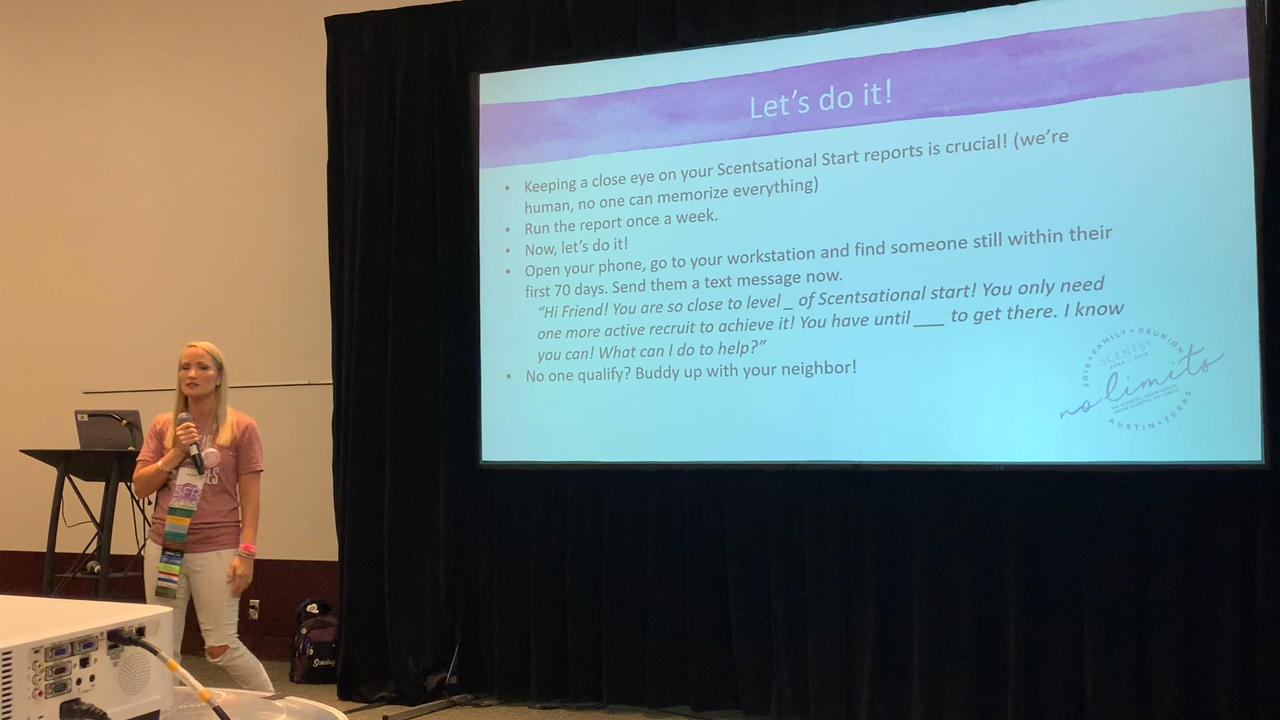 Let's do it!
• Keeping a close eye on your Scentsational Start reports is crucial! (we're
human, no one can memorize everything)
• Run the report once a week.
• Now, let's do it!
• Open your phone, go to your workstation and find someone still within their
first 70 days. Send them a text message now.
"Hi Friend! You are so close to level _ of Scentsational start! You only need
one more active recruit to achieve it! You have until ___ to get there. I know
you can! What can I do to help?"
• No one qualify? Buddy up with your neighbor!
2019 • FAMILY • REUNION
SCENTSY
no limits
AUSTIN • TEXAS
SFR
Scentsy